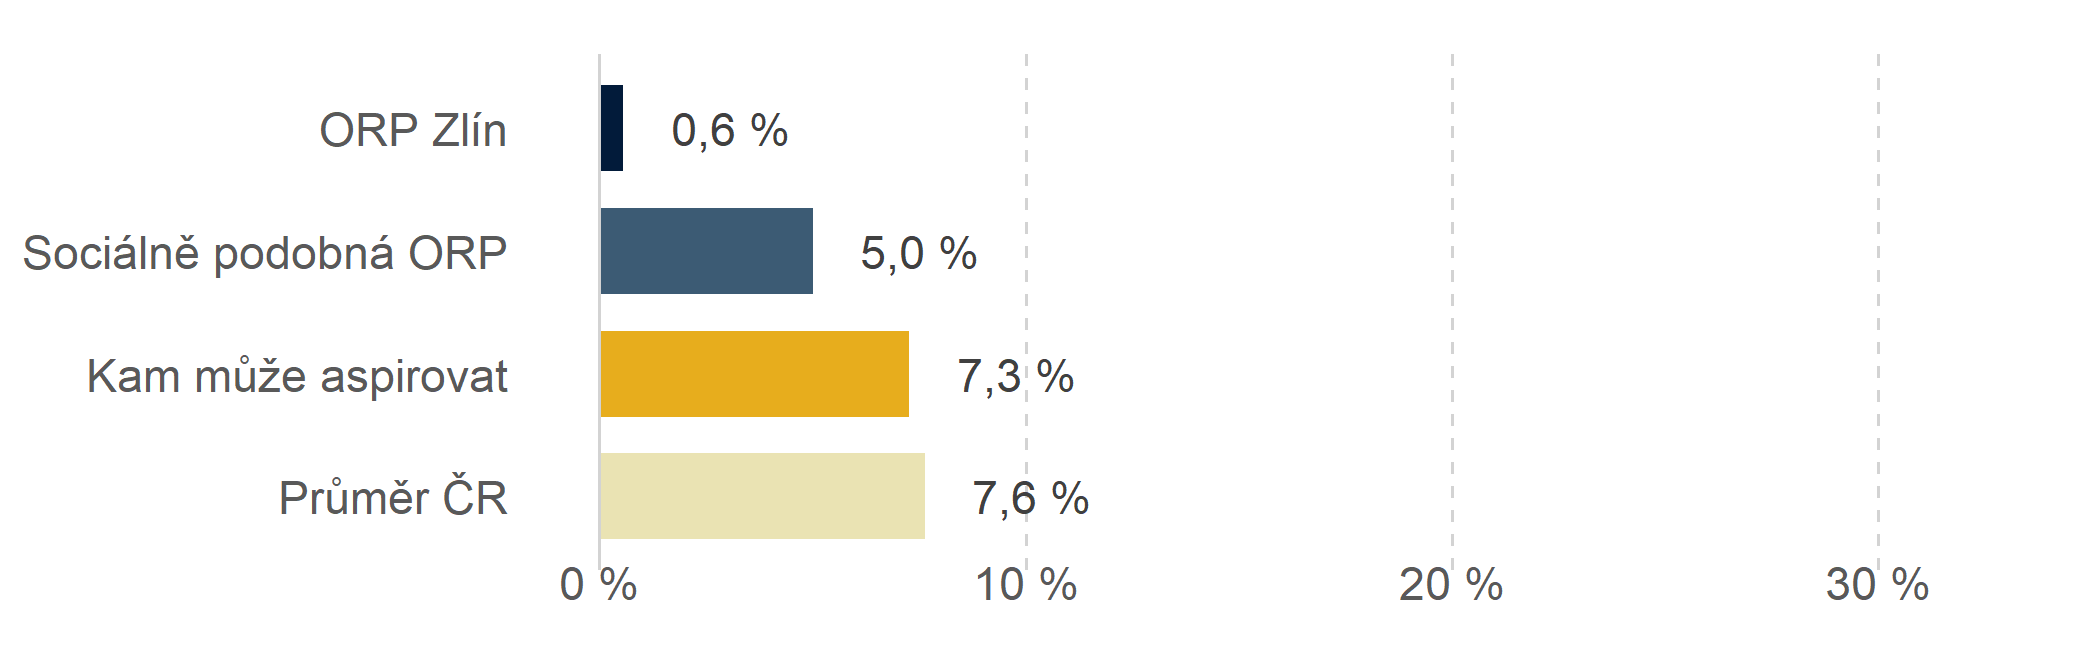 ORP Zlín 0,6 %
Sociálně podobná ORP 5,0 %
Kam může aspirovat 7,3 %
Průměr ČR 7,6 %
0 % 10 % 20 % 30 %